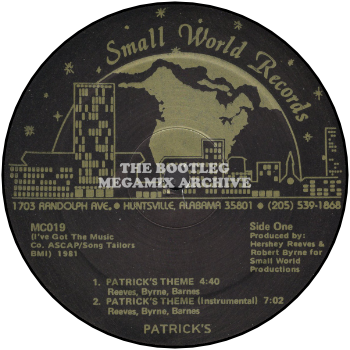 Small World Records
THE BOOTLEG
MEGAMIX ARCHIVE
1703 RANDOLPH AVE. • HUNTSVILLE, ALABAMA 35801 • (205) 539-1868
MC019
(I've Got The Music
Co. ASCAP/Song Tailors
BMI) 1981
Side One
Produced by:
Hershey Reeves &
Robert Byrne for
Small World
Productions
1. PATRICK'S THEME 4:40
Reeves, Byrne, Barnes
2. PATRICK'S THEME (Instrumental) 7:02
Reeves, Byrne, Barnes
PATRICK'S